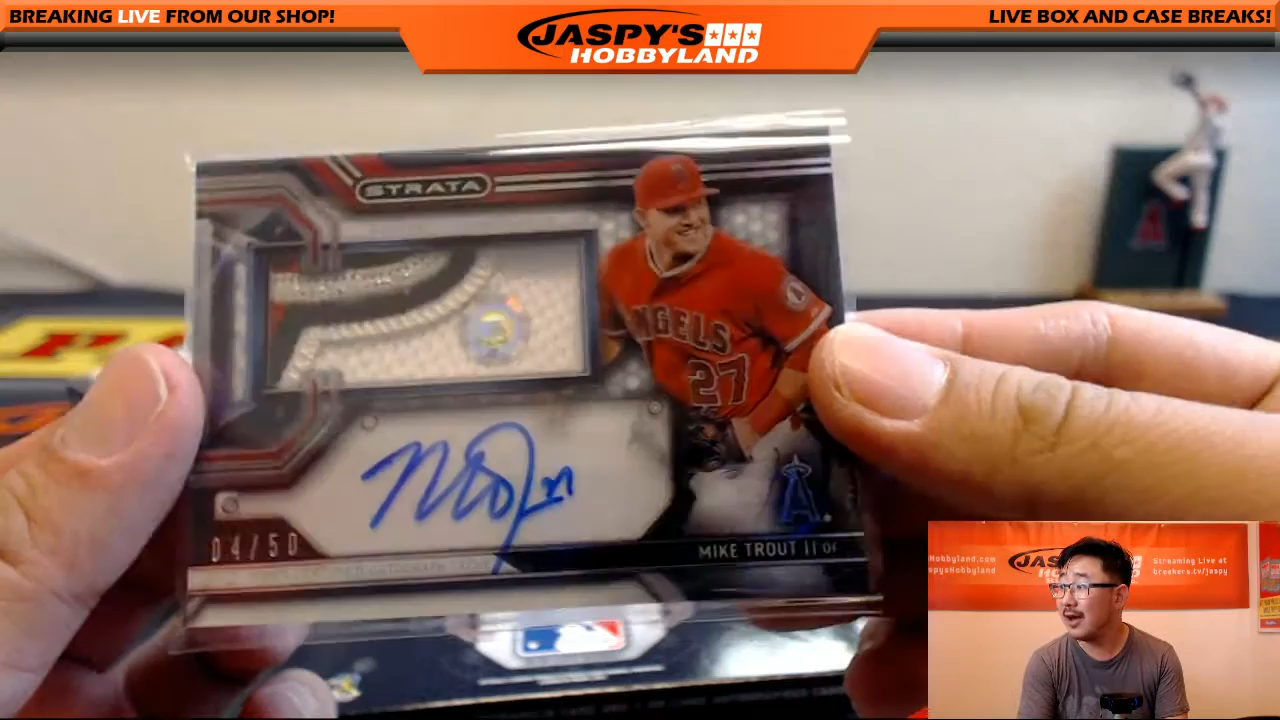 BREAKING LIVE FROM OUR SHOP!
JASPY'S
HOBBYLAND
LIVE BOX AND CASE BREAKS!
STRATA
ANGELS
27
04/50
MIKE TROUT || OF
A
JASPY'S
Streaming Live at
breakers.tv/jaspy